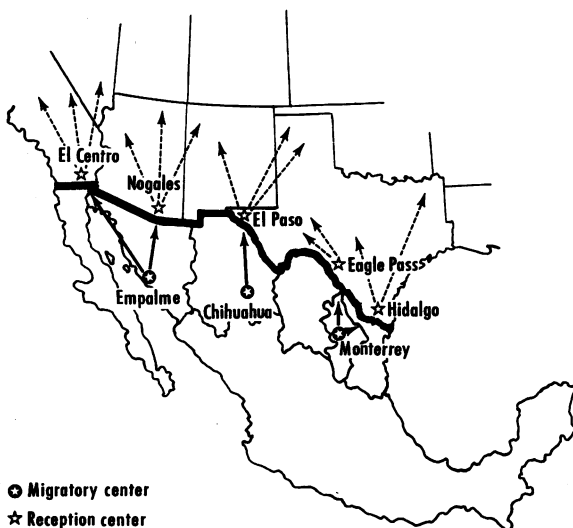 El Centro
Nogales
El Paso
Eagle Pass
Empalme
Chihuahua
Hidalgo
Monterrey
Migratory center
Reception center